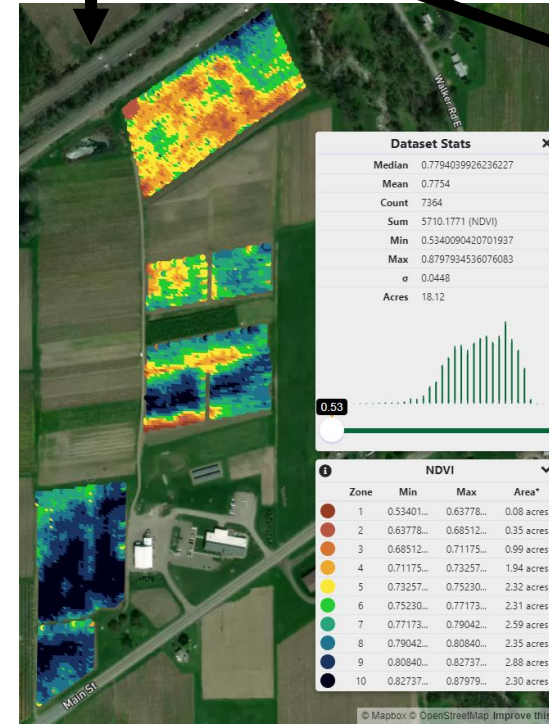 Walker Rd E
Dataset Stats ×
Median 0.7794039926236227
Mean 0.7754
Count 7364
Sum 5710.1771 (NDVI)
Min 0.5340090420701937
Max 0.8797934536076083
σ 0.0448
Acres 18.12
0.53
NDVI
Zone Min Max Area*
1 0.53401... 0.63778... 0.08 acres
2 0.63778... 0.68512... 0.35 acres
3 0.68512... 0.71175... 0.99 acres
4 0.71175... 0.73257... 1.94 acres
5 0.73257... 0.75230... 2.32 acres
6 0.75230... 0.77173... 2.31 acres
7 0.77173... 0.79042... 2.59 acres
8 0.79042... 0.80840... 2.35 acres
9 0.80840... 0.82737... 2.88 acres
10 0.82737... 0.87979... 2.30 acres
Main St
© Mapbox © OpenStreetMap Improve this